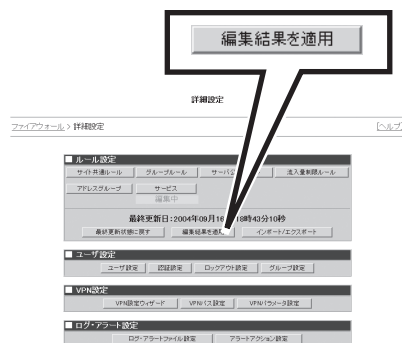 編集結果を適用
詳細設定
ファイアウォール > 詳細設定 [ヘルプ]
■ ルール設定
サイト共通ルール グループルール サーバ 流入量制限ルール
アドレスグループ サービス
編集中
最終更新日:2004年09月16 18時43分10秒
最終更新状態に戻す 編集結果を適用 インポート/エクスポート
■ ユーザ設定
ユーザ設定 認証設定 ロックアウト設定 グループ設定
■ VPN設定
VPN設定ウィザード VPNパス設定 VPNパラメータ設定
■ ログ・アラート設定
ログ・アラートファイル設定 アラートアクション設定